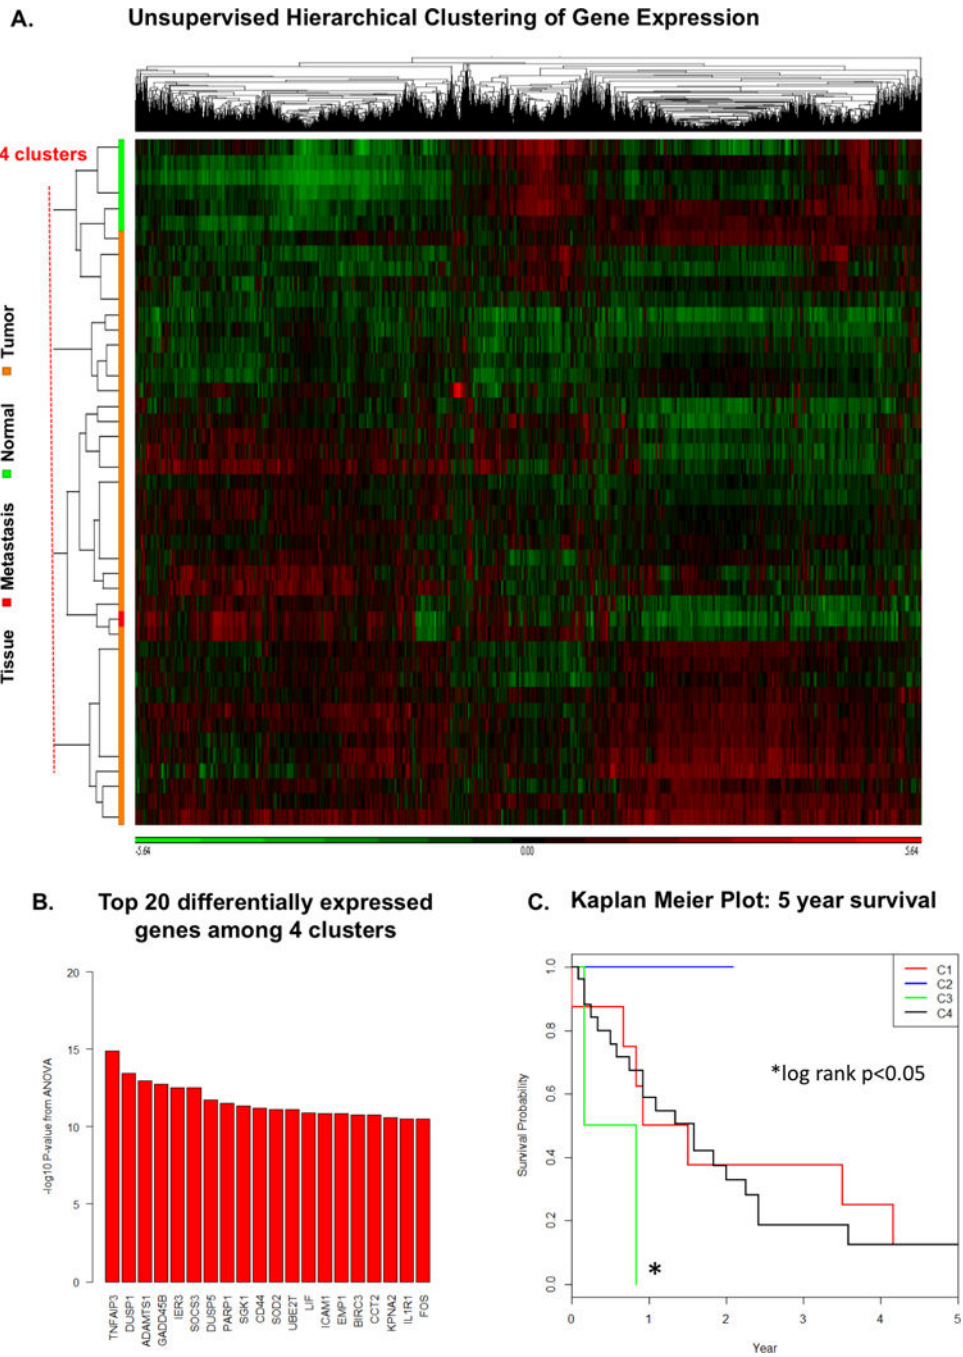 A. Unsupervised Hierarchical Clustering of Gene Expression
4 clusters
Tissue Metastasis Normal Tumor
-5.64 0.00 5.64
B. Top 20 differentially expressed
genes among 4 clusters
20
15
10
5
0
-log10 P-value from ANOVA
TNFAIP3 DUSP1 ADAMTS1 GADD45B IER3 SOCS3 DUSP5 PARP1 SGK1 CD44 SOD2 UBE2T LIF ICAM1 EMP1 BIRC3 CCT2 KPNA2 IL1R1 FOS
C. Kaplan Meier Plot: 5 year survival
C1
C2
C3
C4
*log rank p<0.05
1.0
0.8
0.6
0.4
0.2
0.0
Survival Probability
*
0 1 2 3 4 5
Year